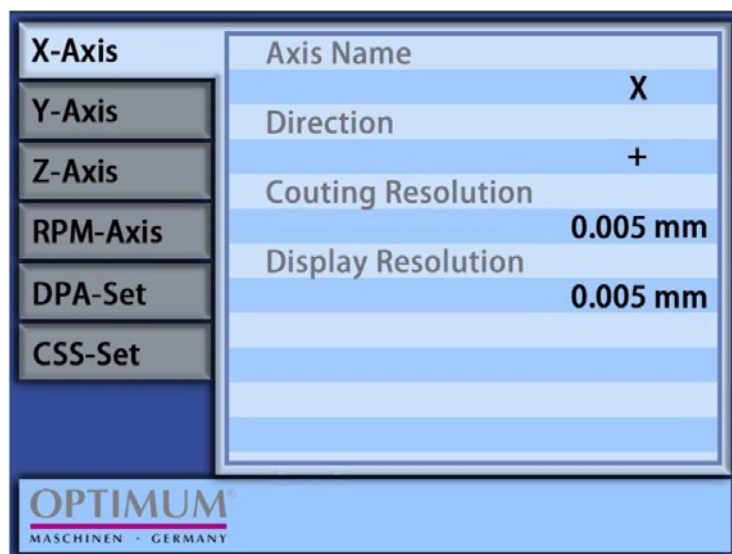 X-Axis
Y-Axis
Z-Axis
RPM-Axis
DPA-Set
CSS-Set
Axis Name
X
Direction
+
Couting Resolution
0.005 mm
Display Resolution
0.005 mm
OPTIMUM®
MASCHINEN - GERMANY